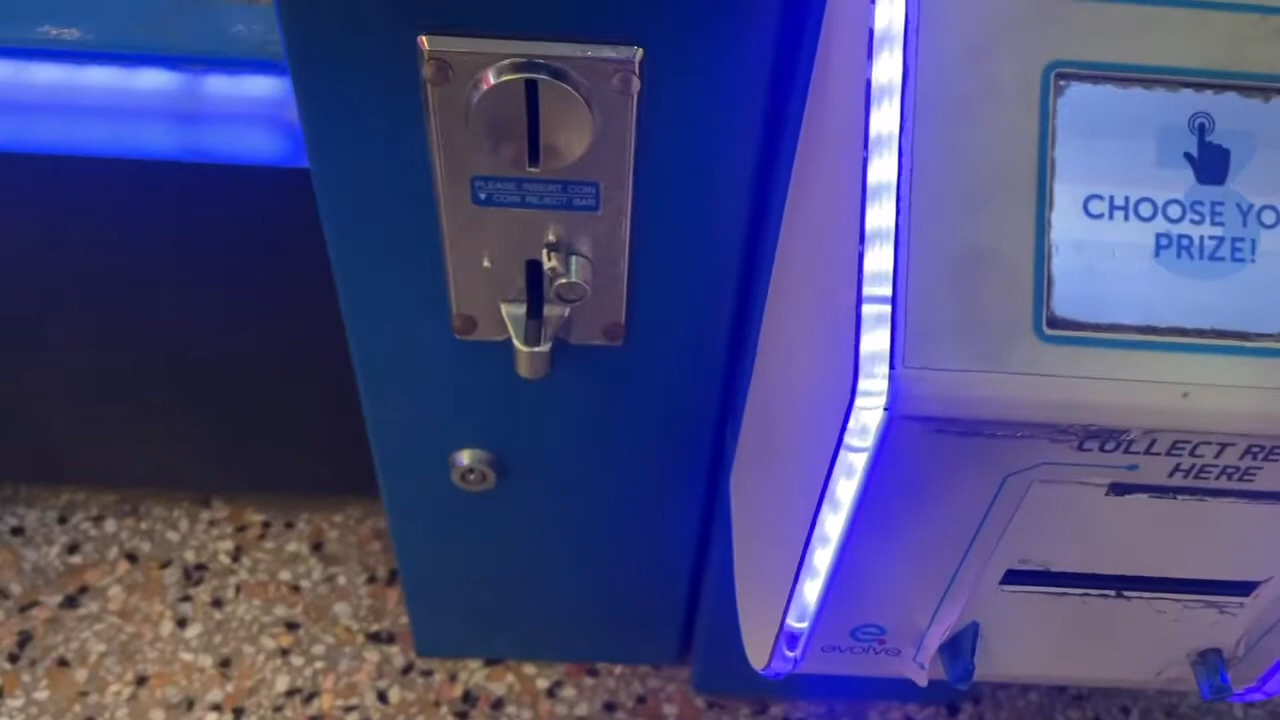 PLEASE INSERT COIN
▼ COIN REJECT BAR
CHOOSE YO
PRIZE!
COLLECT RE
HERE
evolve